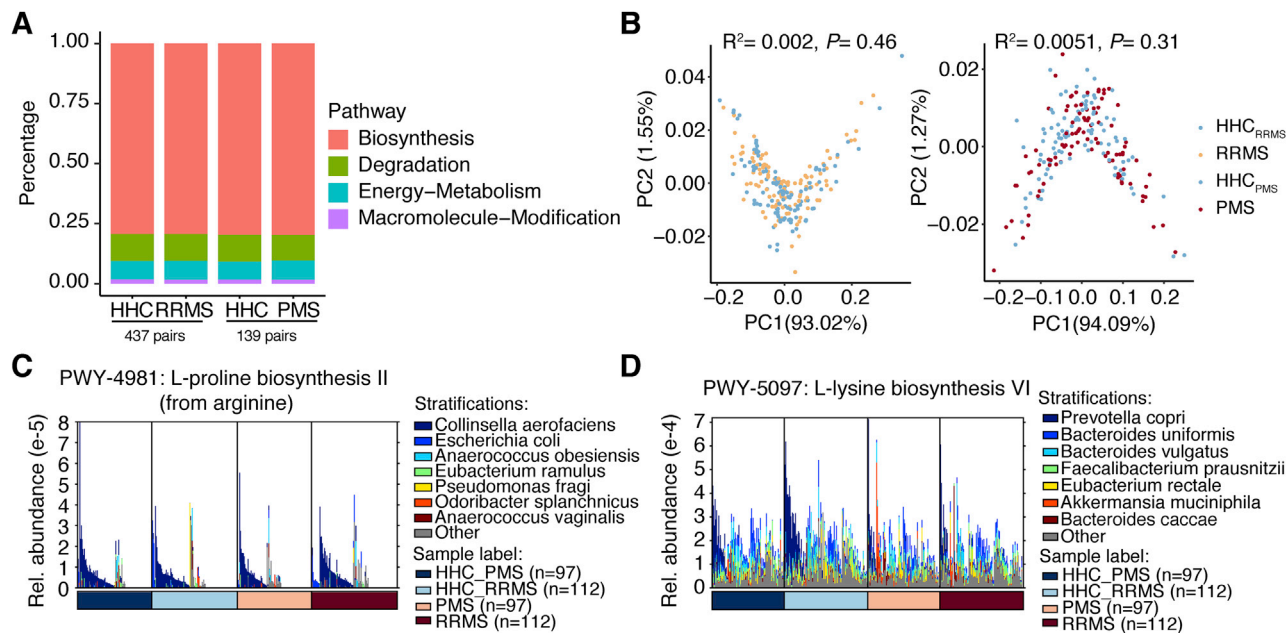 A
1.00
0.75
0.50
0.25
0.00
Percentage
HHC RRMS HHC PMS
437 pairs 139 pairs
Pathway
Biosynthesis
Degradation
Energy−Metabolism
Macromolecule−Modification
B
R²= 0.002, P= 0.46
0.04
0.02
0.00
−0.02
PC2 (1.55%)
−0.2 0.0 0.2
PC1(93.02%)
R²= 0.0051, P= 0.31
0.02
0.00
−0.02
PC2 (1.27%)
−0.2 −0.1 0.0 0.1 0.2
PC1(94.09%)
HHCRRMS
RRMS
HHCPMS
PMS
C
PWY-4981: L-proline biosynthesis II
(from arginine)
Rel. abundance (e-5)
8
7
6
5
4
3
2
1
0
Stratifications:
Collinsella aerofaciens
Escherichia coli
Anaerococcus obesiensis
Eubacterium ramulus
Pseudomonas fragi
Odoribacter splanchnicus
Anaerococcus vaginalis
Other
Sample label:
HHC_PMS (n=97)
HHC_RRMS (n=112)
PMS (n=97)
RRMS (n=112)
D
PWY-5097: L-lysine biosynthesis VI
Rel. abundance (e-4)
7
6
5
4
3
2
1
0
Stratifications:
Prevotella copri
Bacteroides uniformis
Bacteroides vulgatus
Faecalibacterium prausnitzii
Eubacterium rectale
Akkermansia muciniphila
Bacteroides caccae
Other
Sample label:
HHC_PMS (n=97)
HHC_RRMS (n=112)
PMS (n=97)
RRMS (n=112)